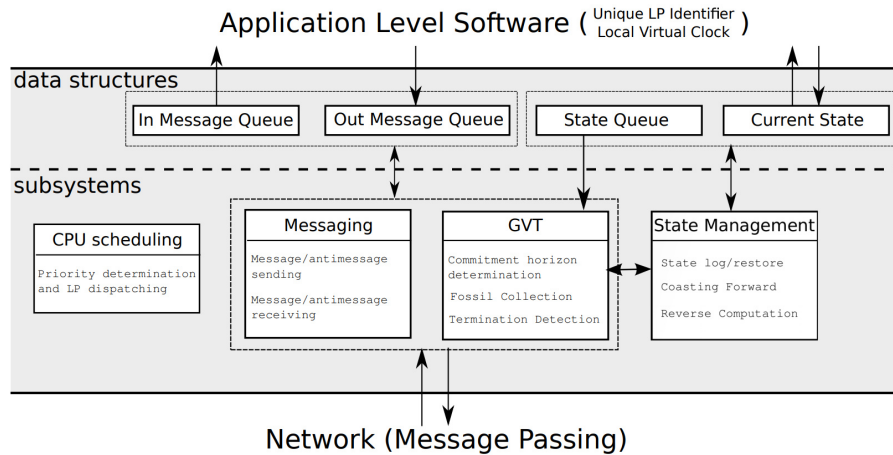 Application Level Software ( Unique LP Identifier
Local Virtual Clock )
data structures
In Message Queue
Out Message Queue
State Queue
Current State
subsystems
CPU scheduling
Priority determination
and LP dispatching
Messaging
Message/antimessage
sending
Message/antimessage
receiving
GVT
Commitment horizon
determination
Fossil Collection
Termination Detection
State Management
State log/restore
Coasting Forward
Reverse Computation
Network (Message Passing)